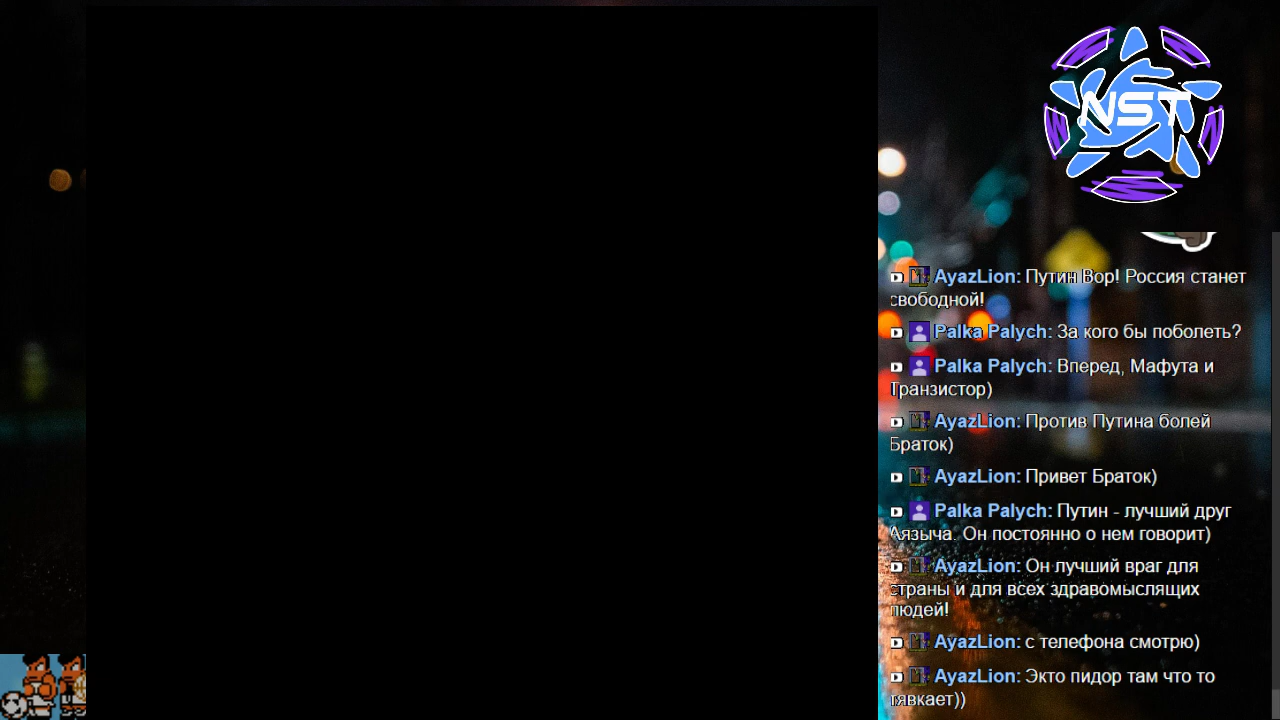 NST
AyazLion: Путин Вор! Россия станет
свободной!
Palka Palych: За кого бы поболеть?
Palka Palych: Вперед, Мафута и
Транзистор)
AyazLion: Против Путина болей
Браток)
AyazLion: Привет Браток)
Palka Palych: Путин - лучший друг
Аязыча. Он постоянно о нем говорит)
AyazLion: Он лучший враг для
страны и для всех здравомыслящих
людей!
AyazLion: с телефона смотрю)
AyazLion: Экто пидор там что то
тявкает))